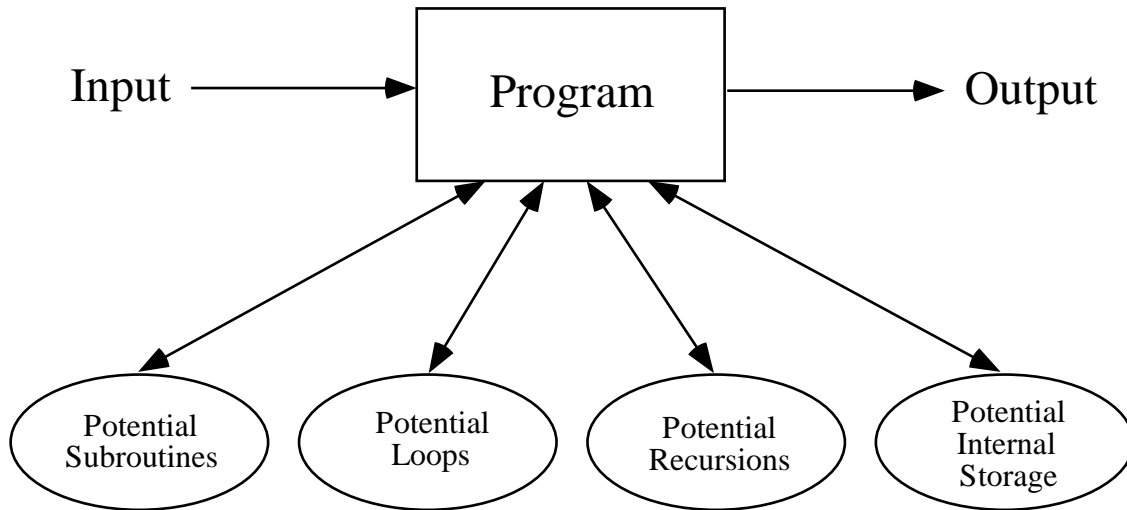 Input
Program
Output
Potential
Subroutines
Potential
Loops
Potential
Recursions
Potential
Internal
Storage